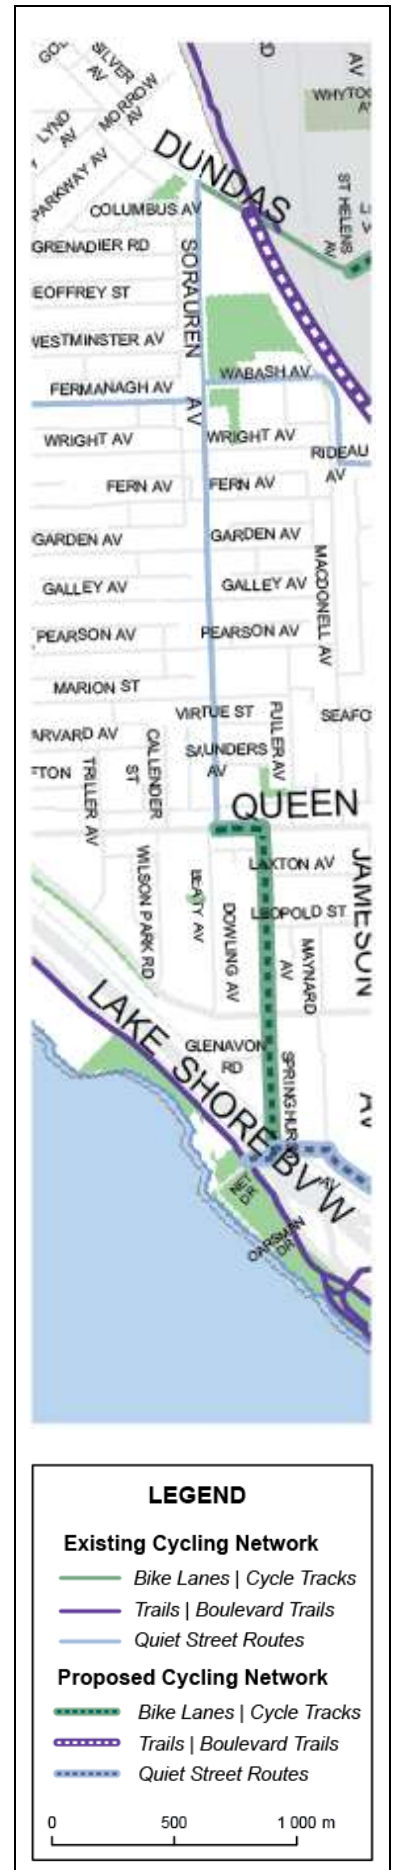 SILVER
AV
MORROW
AV
LYND
AV
PARKWAY AV
AV
DUNDAS
COLUMBUS AV
ST HELENS
AV
GRENADIER RD
SORAUREN
AV
EOFFREY ST
WESTMINSTER AV
WABASH AV
FERMANAGH AV
WRIGHT AV
WRIGHT AV
RIDEAU
AV
FERN AV
FERN AV
GARDEN AV
GARDEN AV
MACDONELL AV
GALLEY AV
GALLEY AV
PEARSON AV
PEARSON AV
MARION ST
VIRTUE ST
FULLER AV
SEAFO
ARVARD AV
CALLENDER
ST
SAUNDERS
AV
FTON
TRILLER AV
QUEEN
WILSON PARK RD
BEATY AV
DOWLING AV
LAXTON AV
JAMESON
AV
LEOPOLD ST
MAYNARD
AV
LAKE SHORE BV W
GLENAVON
RD
SPRINGHURS
AV
OARSMAN
DR
LEGEND
Existing Cycling Network
Bike Lanes | Cycle Tracks
Trails | Boulevard Trails
Quiet Street Routes
Proposed Cycling Network
Bike Lanes | Cycle Tracks
Trails | Boulevard Trails
Quiet Street Routes
0 500 1 000 m